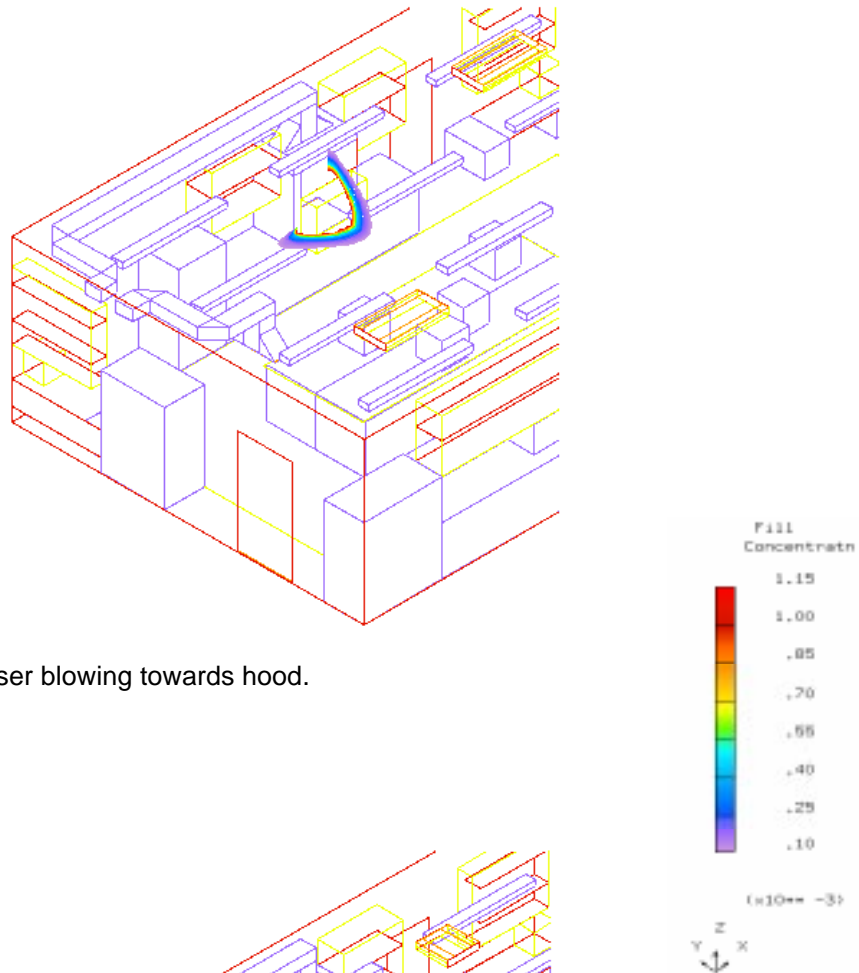 ser blowing towards hood.
Fill
Concentratn
1.15
1.00
.85
.70
.55
.40
.25
.10
(x10** -3)
Z
Y X